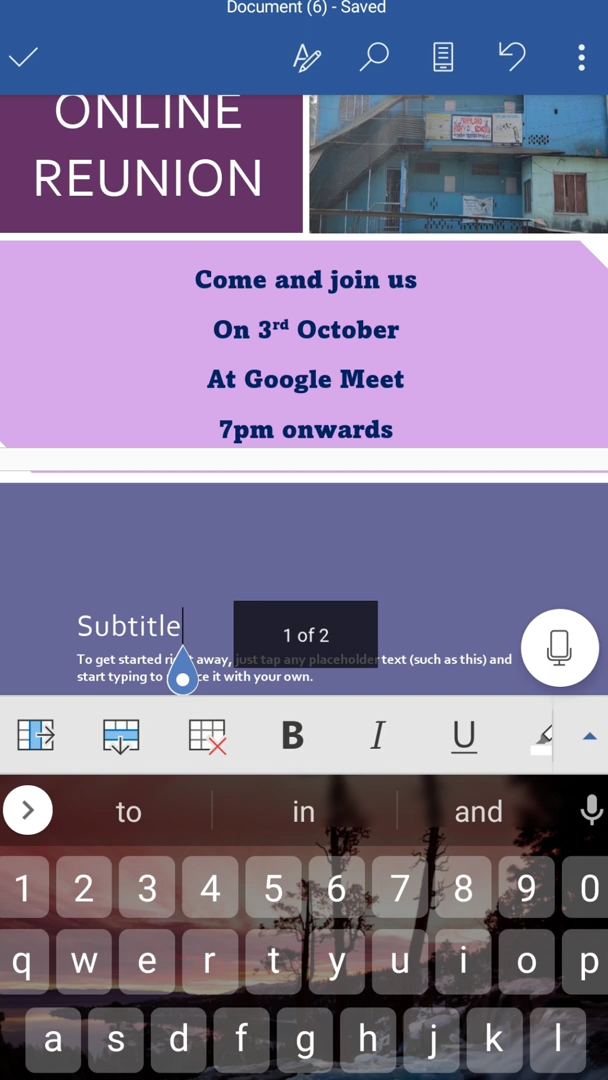 Document (6) - Saved
ONLINE
REUNION
Come and join us
On 3rd October
At Google Meet
7pm onwards
Subtitle
1 of 2
To get started right away, just tap any placeholder text (such as this) and
start typing to replace it with your own.
B I U
to in and
1 2 3 4 5 6 7 8 9 0
q w e r t y u i o p
a s d f g h j k l